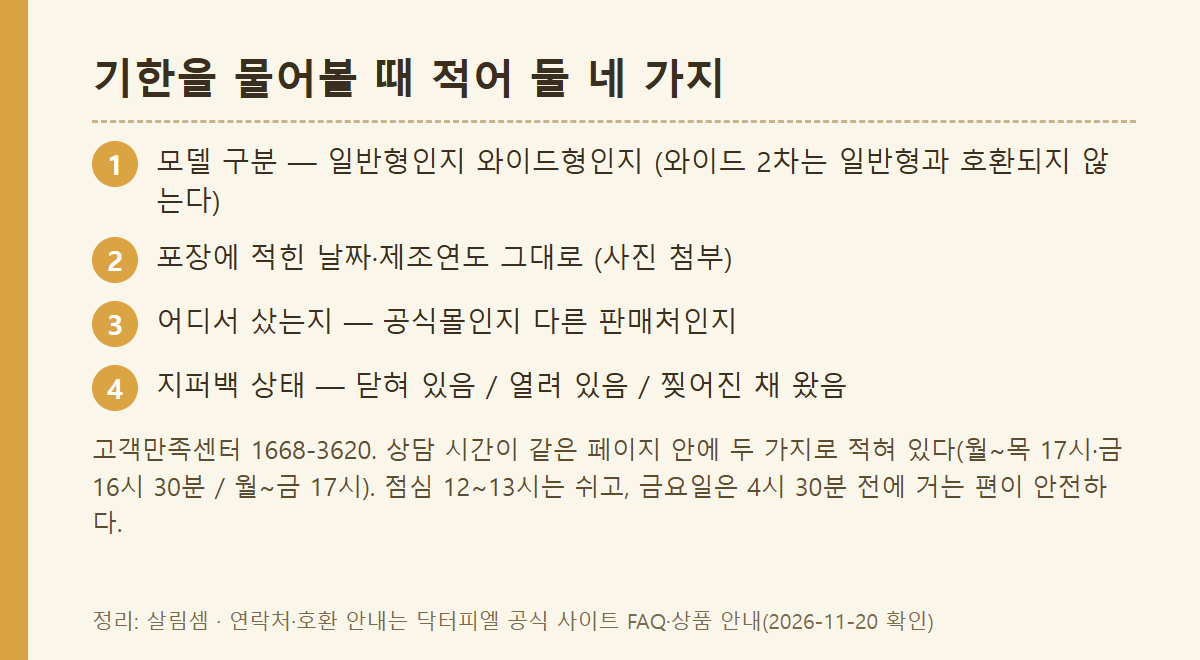 기한을 물어볼 때 적어 둘 네 가지
1 모델 구분 — 일반형인지 와이드형인지 (와이드 2차는 일반형과 호환되지 않
는다)
2 포장에 적힌 날짜·제조연도 그대로 (사진 첨부)
3 어디서 샀는지 — 공식몰인지 다른 판매처인지
4 지퍼백 상태 — 닫혀 있음 / 열려 있음 / 찢어진 채 왔음
고객만족센터 1668-3620. 상담 시간이 같은 페이지 안에 두 가지로 적혀 있다(월~목 17시·금
16시 30분 / 월~금 17시). 점심 12~13시는 쉬고, 금요일은 4시 30분 전에 거는 편이 안전하
다.
정리: 살림셈 · 연락처·호환 안내는 닥터피엘 공식 사이트 FAQ·상품 안내(2026-11-20 확인)